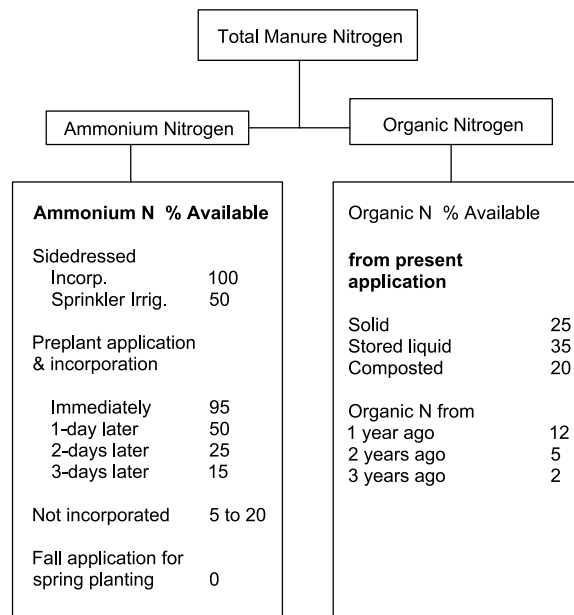 Total Manure Nitrogen
Ammonium Nitrogen
Organic Nitrogen
Ammonium N % Available
Sidedressed
Incorp. 100
Sprinkler Irrig. 50
Preplant application
& incorporation
Immediately 95
1-day later 50
2-days later 25
3-days later 15
Not incorporated 5 to 20
Fall application for
spring planting 0
Organic N % Available
from present
application
Solid 25
Stored liquid 35
Composted 20
Organic N from
1 year ago 12
2 years ago 5
3 years ago 2